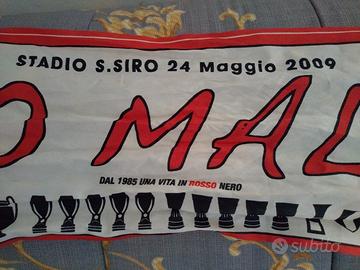 STADIO S.SIRO 24 Maggio 2009
O MAL
DAL 1985 UNA VITA IN ROSSO NERO
subito